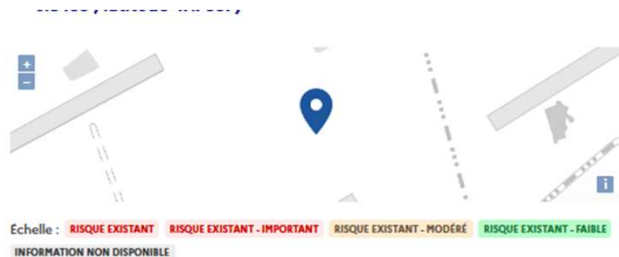 +
−
i
Échelle : RISQUE EXISTANT RISQUE EXISTANT - IMPORTANT RISQUE EXISTANT - MODÉRÉ RISQUE EXISTANT - FAIBLE
INFORMATION NON DISPONIBLE